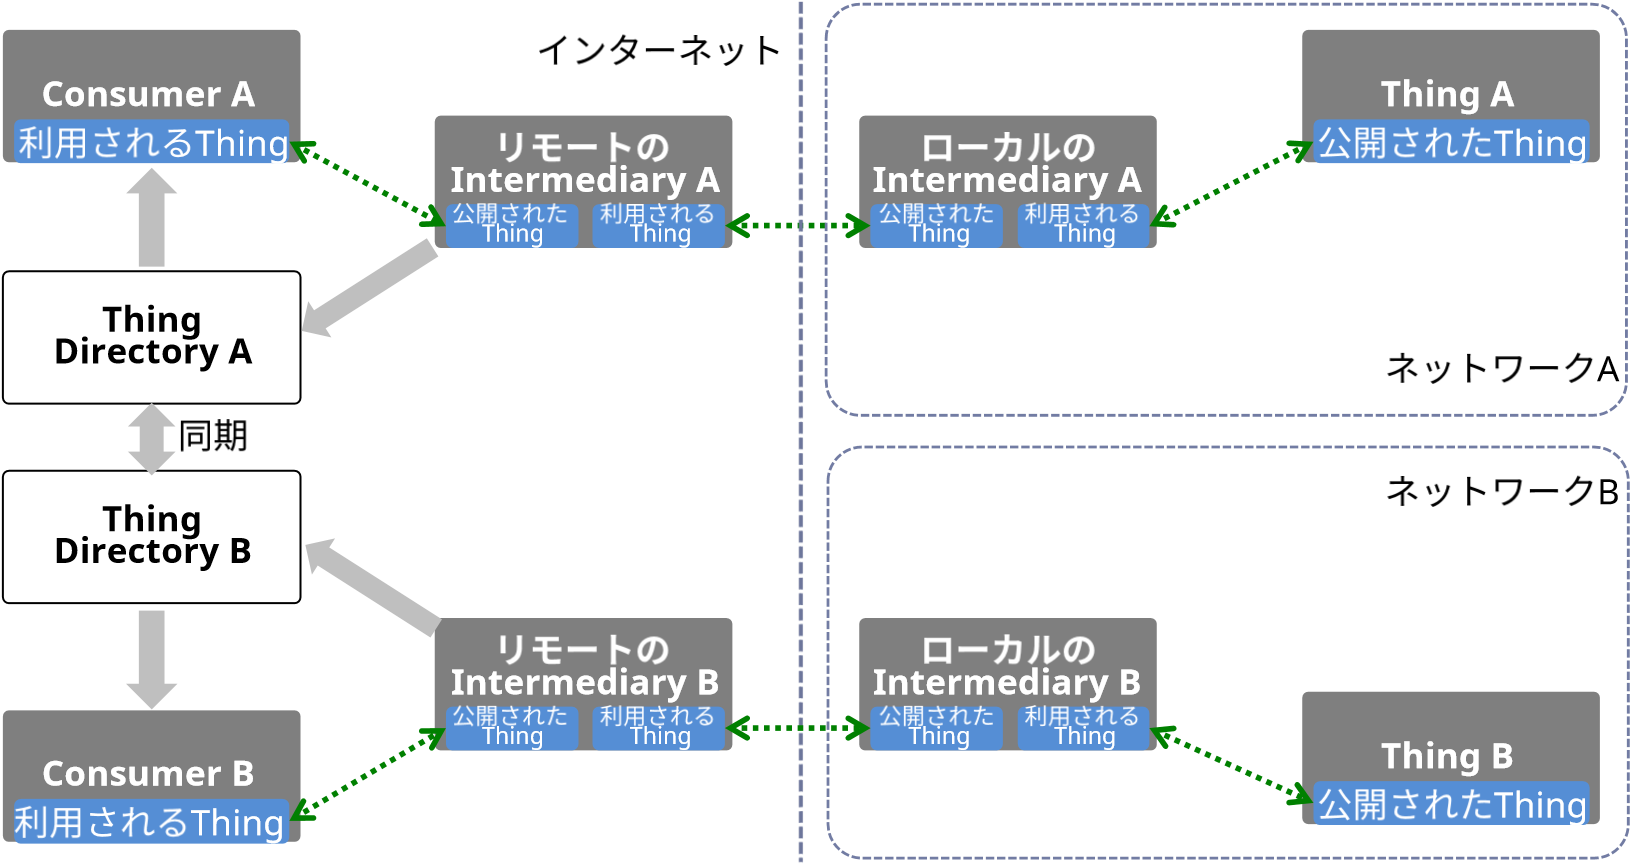 インターネット
Consumer A
利用されるThing
リモートの
Intermediary A
公開された
Thing
利用される
Thing
ローカルの
Intermediary A
公開された
Thing
利用される
Thing
Thing A
公開されたThing
Thing
Directory A
ネットワークA
同期
Thing
Directory B
ネットワークB
リモートの
Intermediary B
公開された
Thing
利用される
Thing
ローカルの
Intermediary B
公開された
Thing
利用される
Thing
Thing B
公開されたThing
Consumer B
利用されるThing